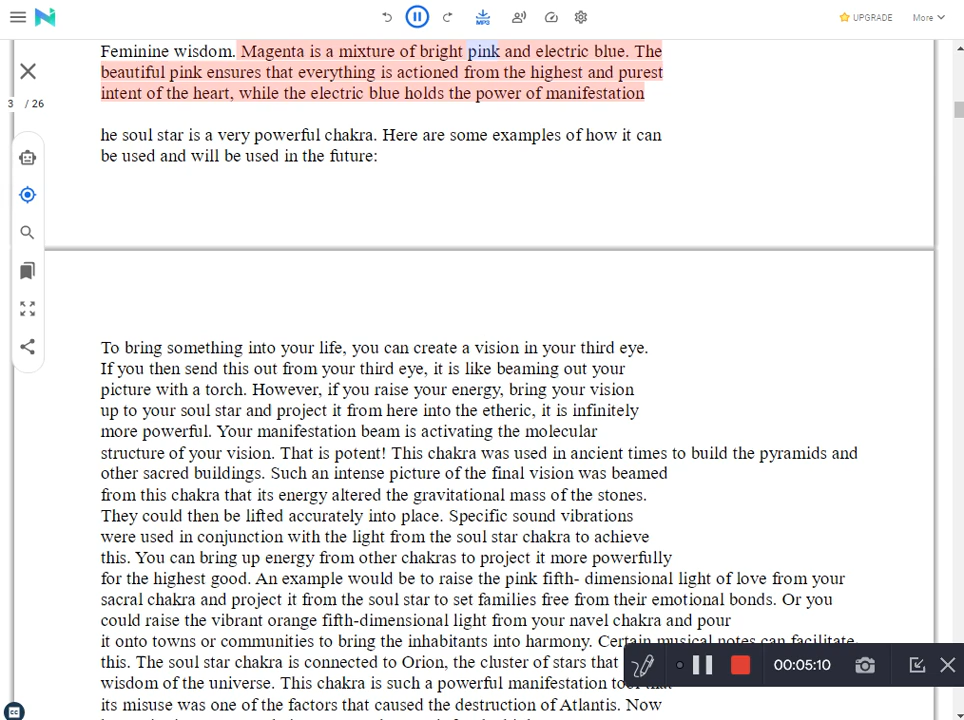 UPGRADE
More
MP3
3 / 26
Feminine wisdom. Magenta is a mixture of bright pink and electric blue. The
beautiful pink ensures that everything is actioned from the highest and purest
intent of the heart, while the electric blue holds the power of manifestation
he soul star is a very powerful chakra. Here are some examples of how it can
be used and will be used in the future:
To bring something into your life, you can create a vision in your third eye.
If you then send this out from your third eye, it is like beaming out your
picture with a torch. However, if you raise your energy, bring your vision
up to your soul star and project it from here into the etheric, it is infinitely
more powerful. Your manifestation beam is activating the molecular
structure of your vision. That is potent! This chakra was used in ancient times to build the pyramids and
other sacred buildings. Such an intense picture of the final vision was beamed
from this chakra that its energy altered the gravitational mass of the stones.
They could then be lifted accurately into place. Specific sound vibrations
were used in conjunction with the light from the soul star chakra to achieve
this. You can bring up energy from other chakras to project it more powerfully
for the highest good. An example would be to raise the pink fifth- dimensional light of love from your
sacral chakra and project it from the soul star to set families free from their emotional bonds. Or you
could raise the vibrant orange fifth-dimensional light from your navel chakra and pour
it onto towns or communities to bring the inhabitants into harmony. Certain musical notes can facilitate
this. The soul star chakra is connected to Orion, the cluster of stars that
wisdom of the universe. This chakra is such a powerful manifestation
its misuse was one of the factors that caused the destruction of Atlantis. Now
00:05:10
CC